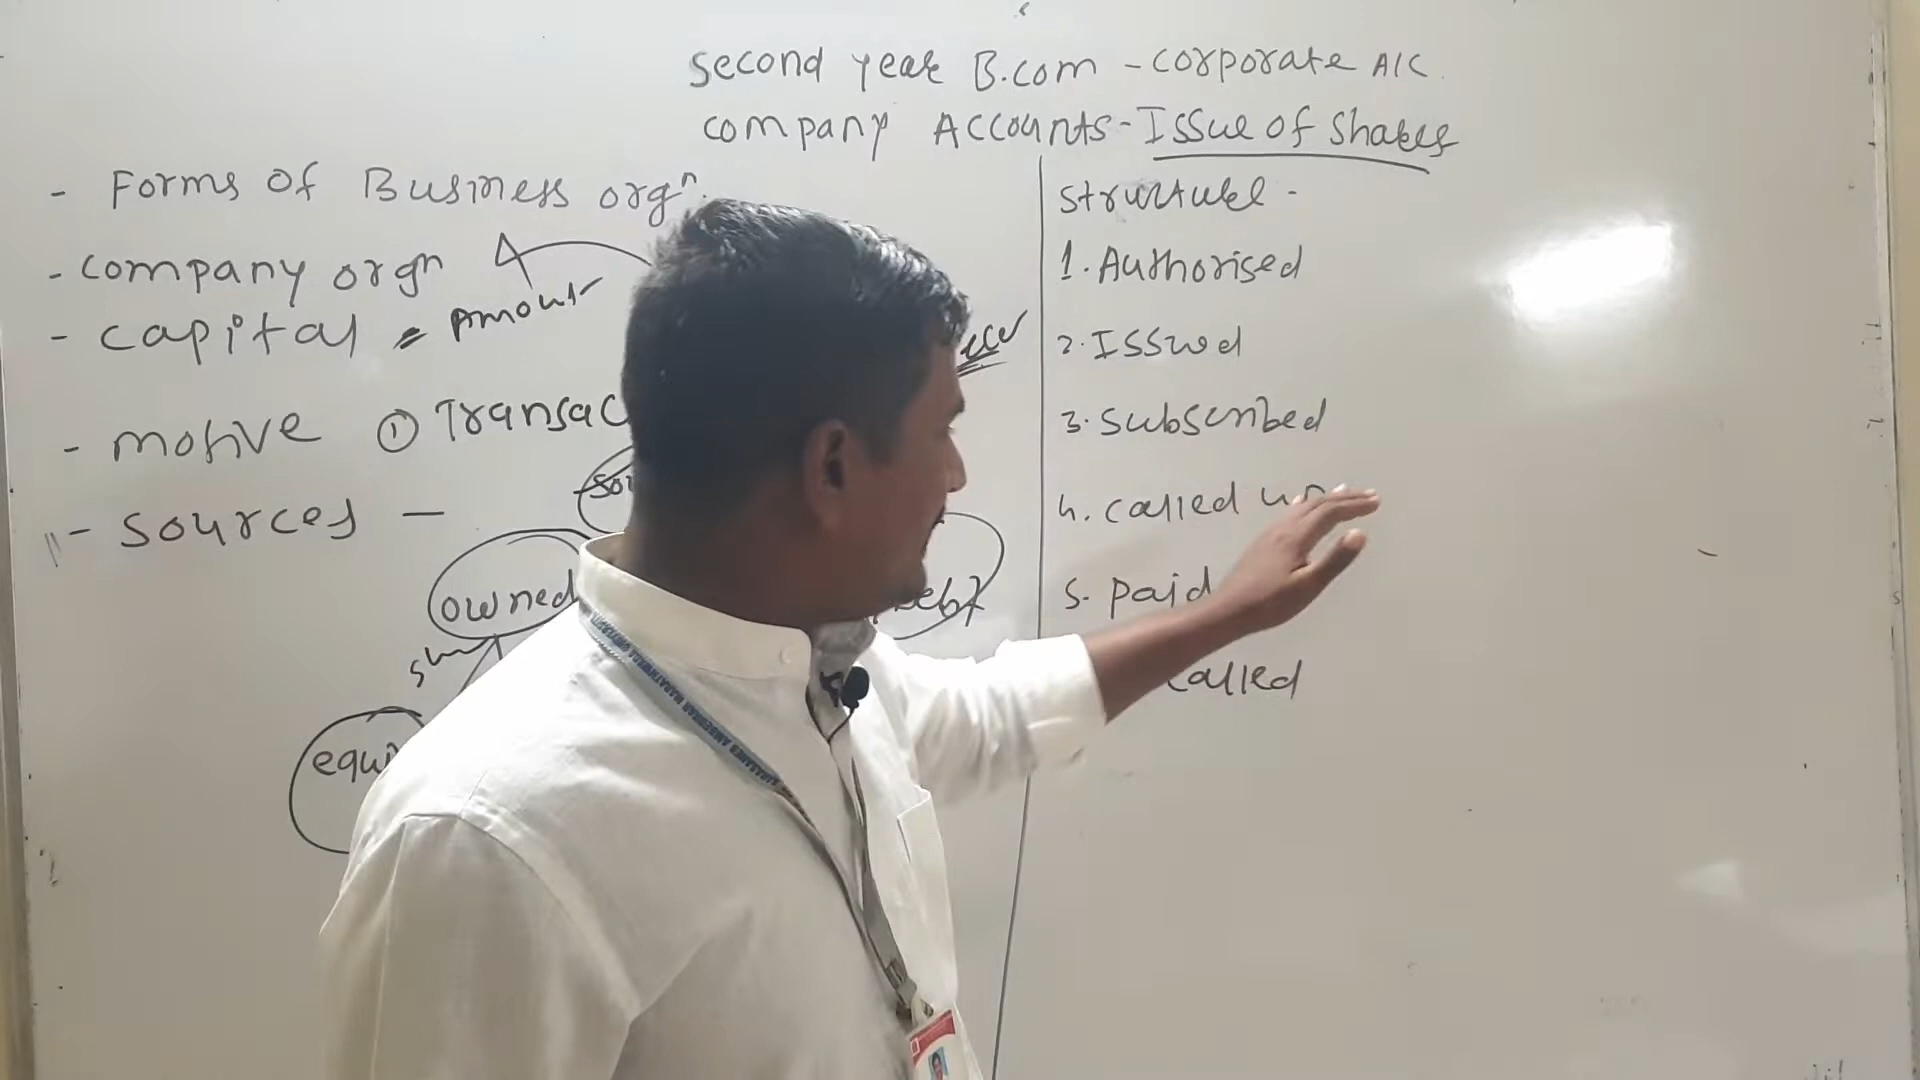 second year B.com - corporate A/C
company Accounts - Issue of shares
- Forms of Business orgn.
- company orgn
- capital = Amount
- motive ① Transac
- sources -
owned
debt
equi
structure -
1. Authorised
2. Issued
3. subscribed
4. called up
5. paid
called